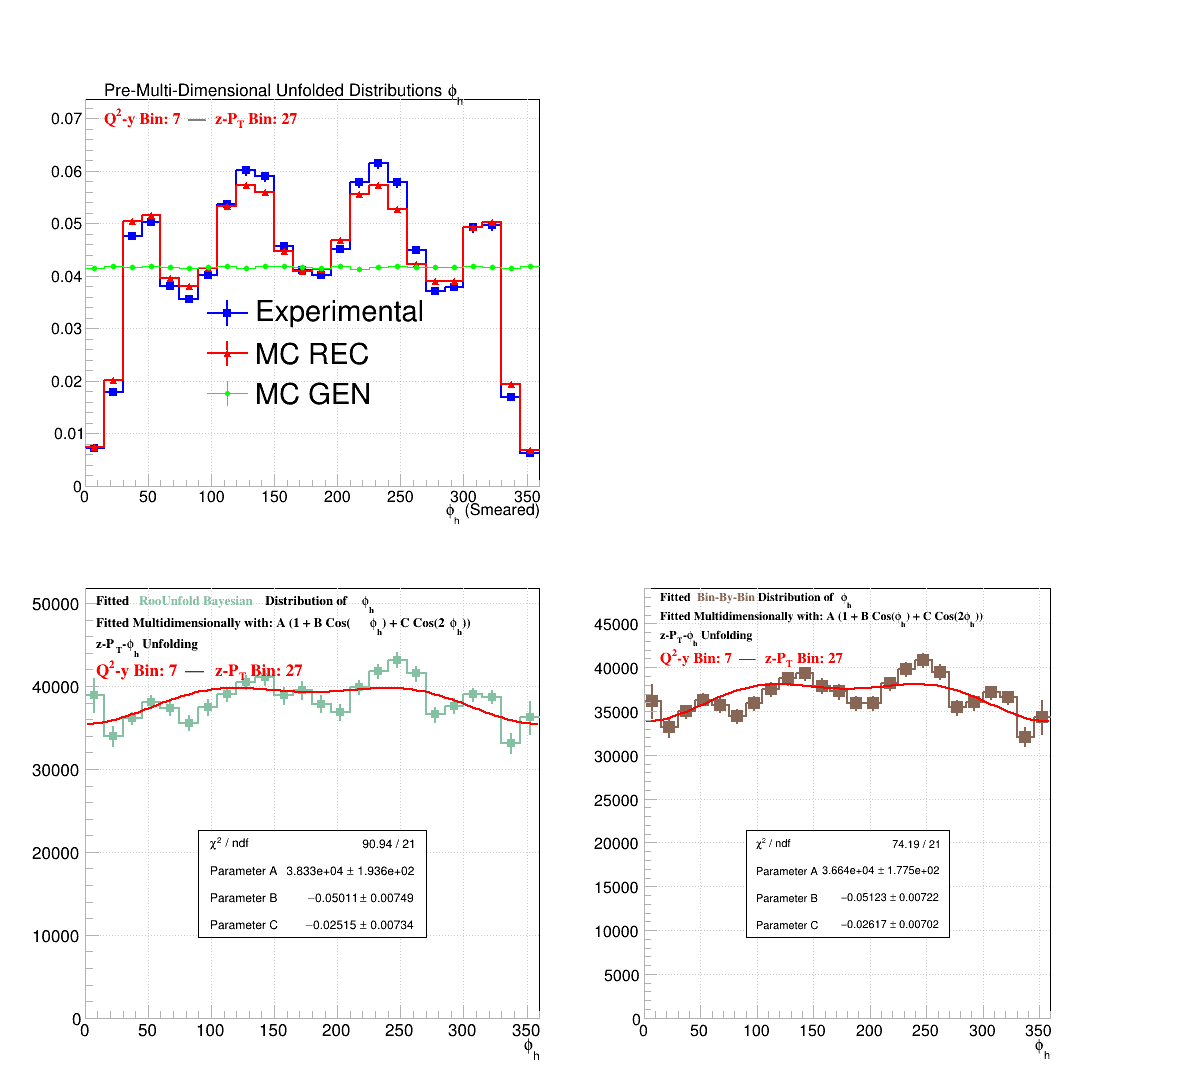 Pre-Multi-Dimensional Unfolded Distributions ϕh
Q²-y Bin: 7 — z-PT Bin: 27
0.07
0.06
0.05
0.04
0.03
0.02
0.01
0
Experimental
MC REC
MC GEN
0 50 100 150 200 250 300 350
ϕh (Smeared)
Fitted RooUnfold Bayesian Distribution of ϕh
Fitted Multidimensionally with: A (1 + B Cos( ϕh) + C Cos(2 ϕh))
z-PT-ϕh Unfolding
Q²-y Bin: 7 — z-PT Bin: 27
50000
40000
30000
20000
10000
0
χ² / ndf 90.94 / 21
Parameter A 3.833e+04 ± 1.936e+02
Parameter B −0.05011 ± 0.00749
Parameter C −0.02515 ± 0.00734
0 50 100 150 200 250 300 350
ϕh
Fitted Bin-By-Bin Distribution of ϕh
Fitted Multidimensionally with: A (1 + B Cos(ϕh) + C Cos(2ϕh))
z-PT-ϕh Unfolding
Q²-y Bin: 7 — z-PT Bin: 27
45000
40000
35000
30000
25000
20000
15000
10000
5000
0
χ² / ndf 74.19 / 21
Parameter A 3.664e+04 ± 1.775e+02
Parameter B −0.05123 ± 0.00722
Parameter C −0.02617 ± 0.00702
0 50 100 150 200 250 300 350
ϕh